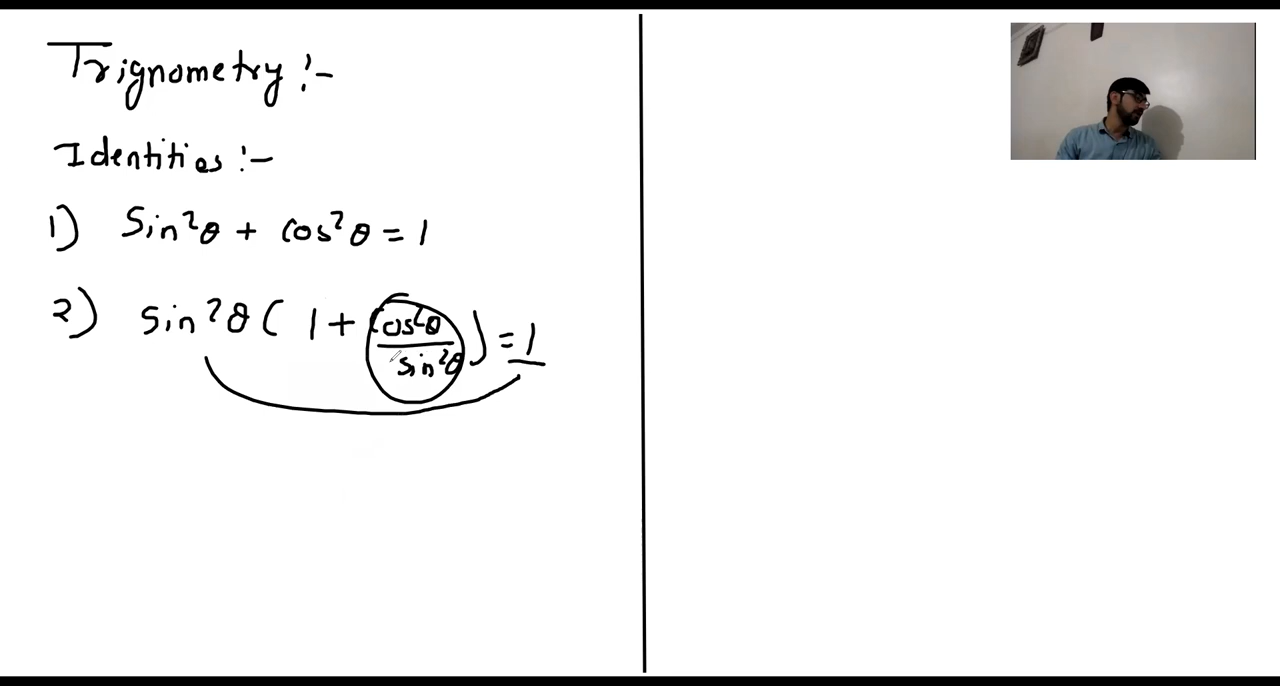 Trignometry :-
Identities :-
1) Sin²θ + cos²θ = 1
2) sin²θ ( 1 + cos²θ/sin²θ ) = 1